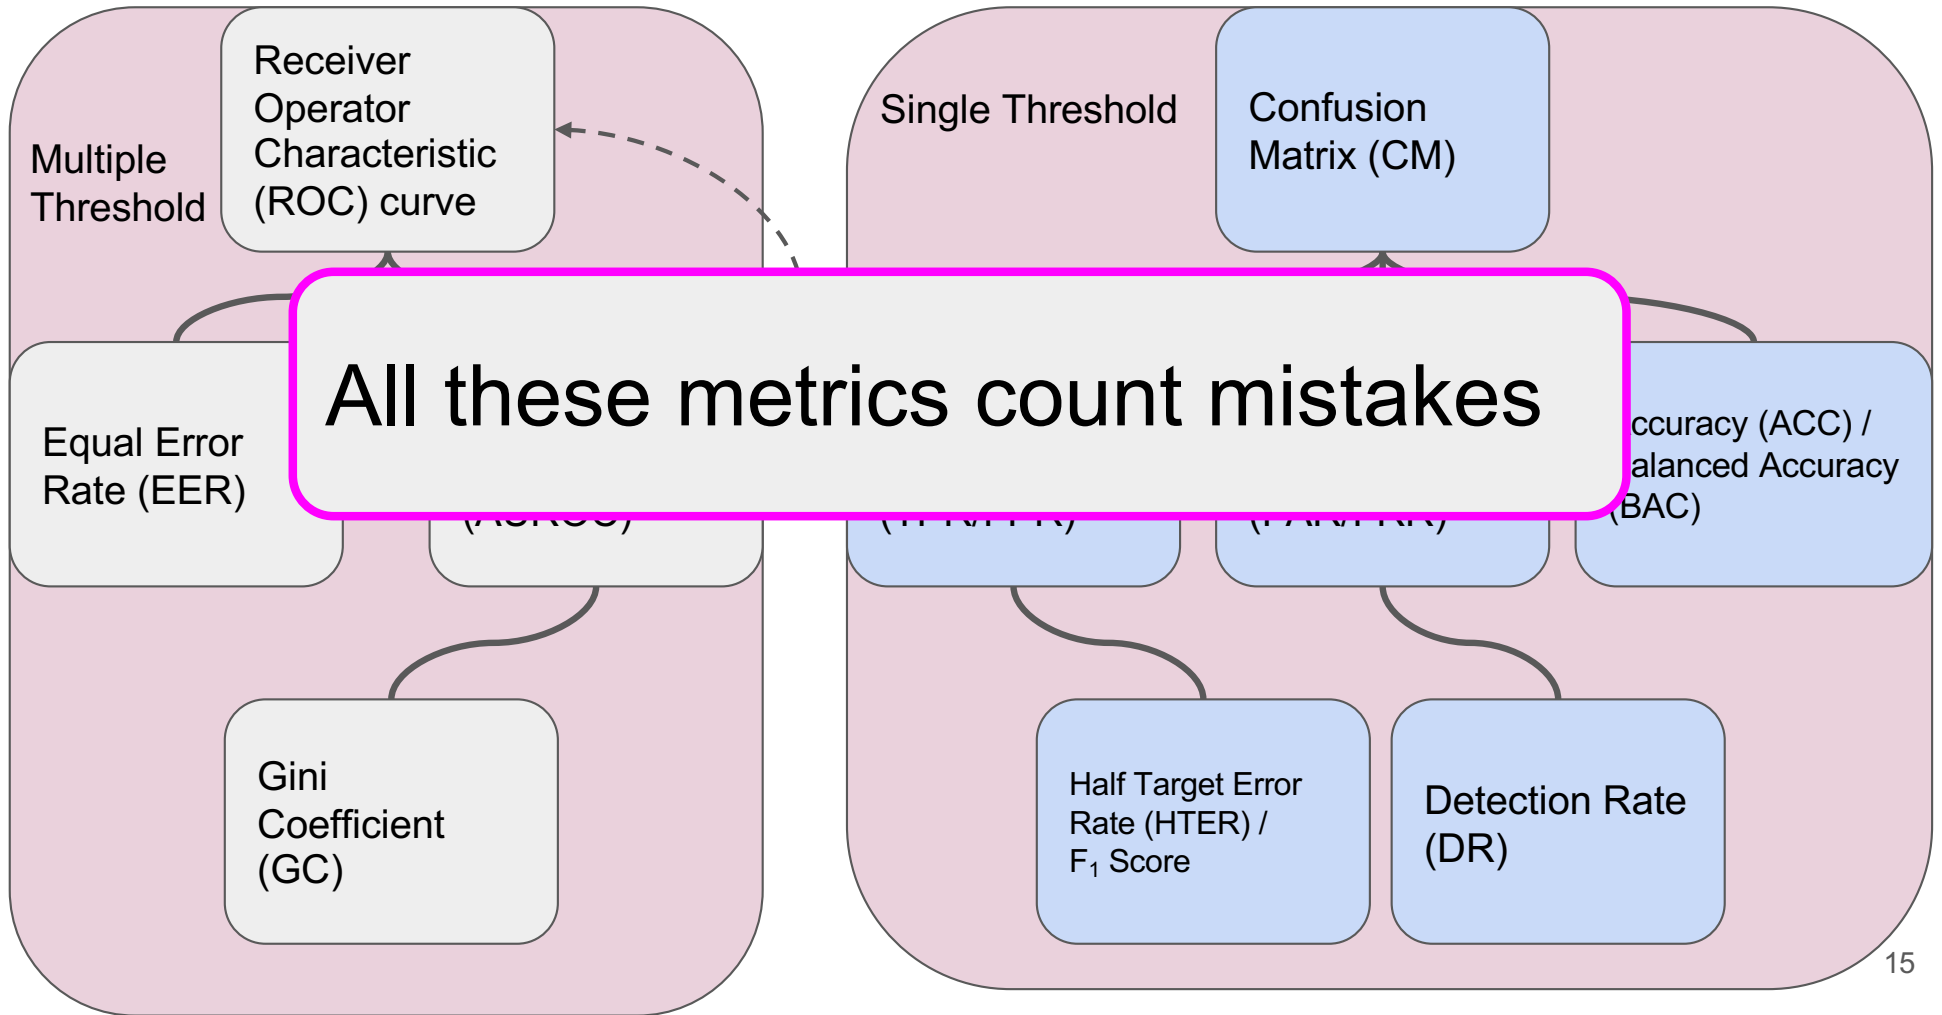 Receiver
Operator
Characteristic
(ROC) curve
Multiple
Threshold
Single Threshold
Confusion
Matrix (CM)
All these metrics count mistakes
Equal Error
Rate (EER)
ccuracy (ACC) /
alanced Accuracy
(BAC)
Gini
Coefficient
(GC)
Half Target Error
Rate (HTER) /
F₁ Score
Detection Rate
(DR)
15